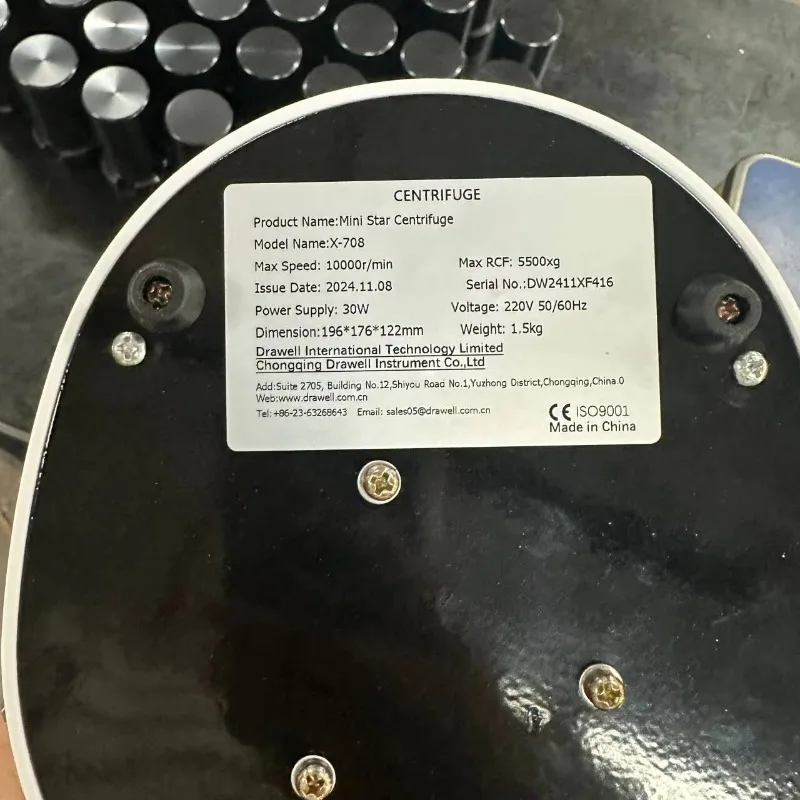 CENTRIFUGE
Product Name:Mini Star Centrifuge
Model Name:X-708
Max Speed: 10000r/min Max RCF: 5500xg
Issue Date: 2024.11.08 Serial No.:DW2411XF416
Power Supply: 30W Voltage: 220V 50/60Hz
Dimension:196*176*122mm Weight: 1.5kg
Drawell International Technology Limited
Chongqing Drawell Instrument Co.,Ltd
Add:Suite 2705, Building No.12,Shiyou Road No.1,Yuzhong District,Chongqing,China.0
Web:www.drawell.com.cn
Tel:+86-23-63268643 Email: sales05@drawell.com.cn
CE ISO9001
Made in China